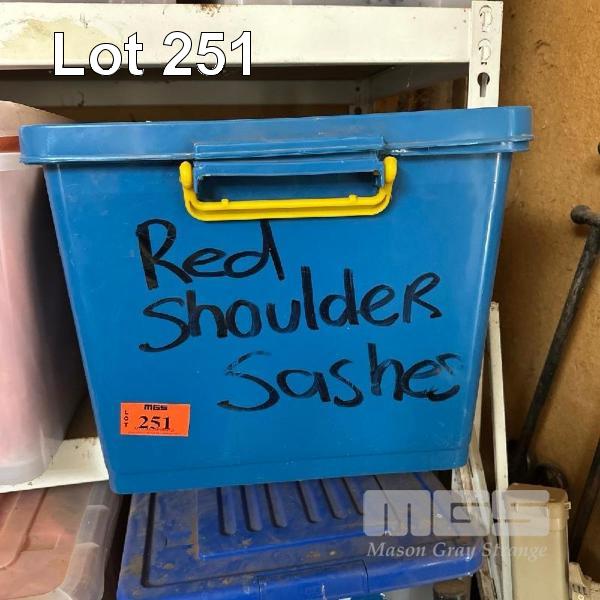 Lot 251
Red
Shoulder
Sashes
MGS
LOT 251
MGS
Mason Gray Strange